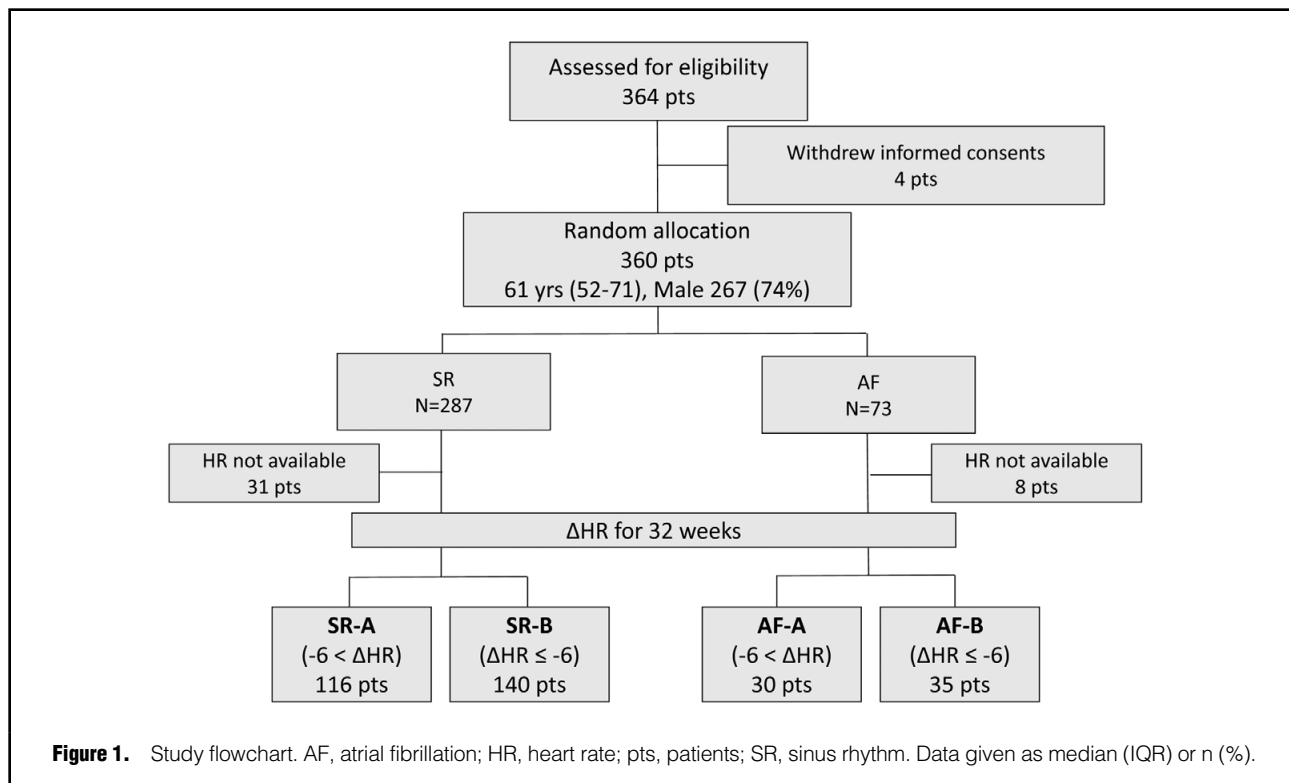 Assessed for eligibility
364 pts
Withdrew informed consents
4 pts
Random allocation
360 pts
61 yrs (52-71), Male 267 (74%)
SR
N=287
AF
N=73
HR not available
31 pts
HR not available
8 pts
ΔHR for 32 weeks
SR-A
(-6 < ΔHR)
116 pts
SR-B
(ΔHR ≤ -6)
140 pts
AF-A
(-6 < ΔHR)
30 pts
AF-B
(ΔHR ≤ -6)
35 pts
Figure 1. Study flowchart. AF, atrial fibrillation; HR, heart rate; pts, patients; SR, sinus rhythm. Data given as median (IQR) or n (%).